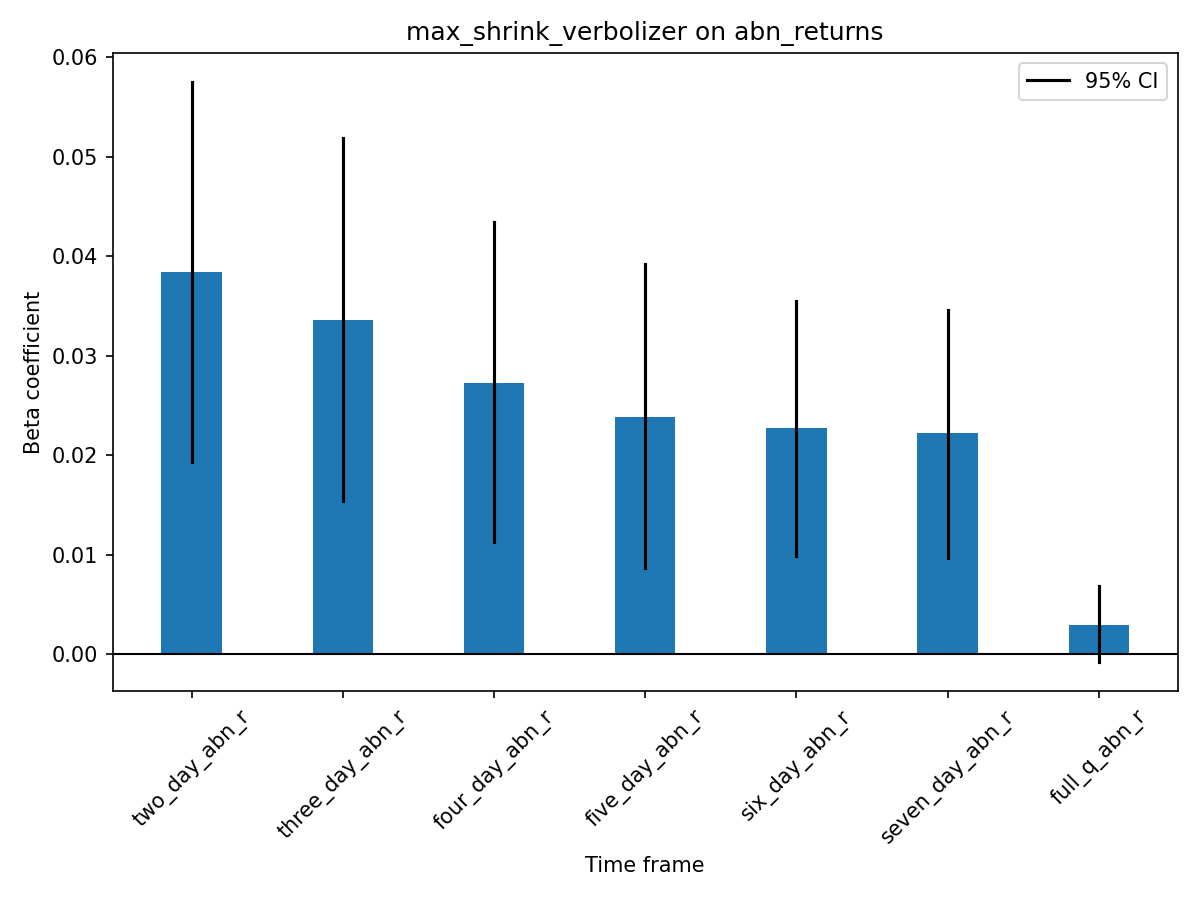 max_shrink_verbolizer on abn_returns
95% CI
0.06
0.05
0.04
0.03
0.02
0.01
0.00
Beta coefficient
two_day_abn_r
three_day_abn_r
four_day_abn_r
five_day_abn_r
six_day_abn_r
seven_day_abn_r
full_q_abn_r
Time frame